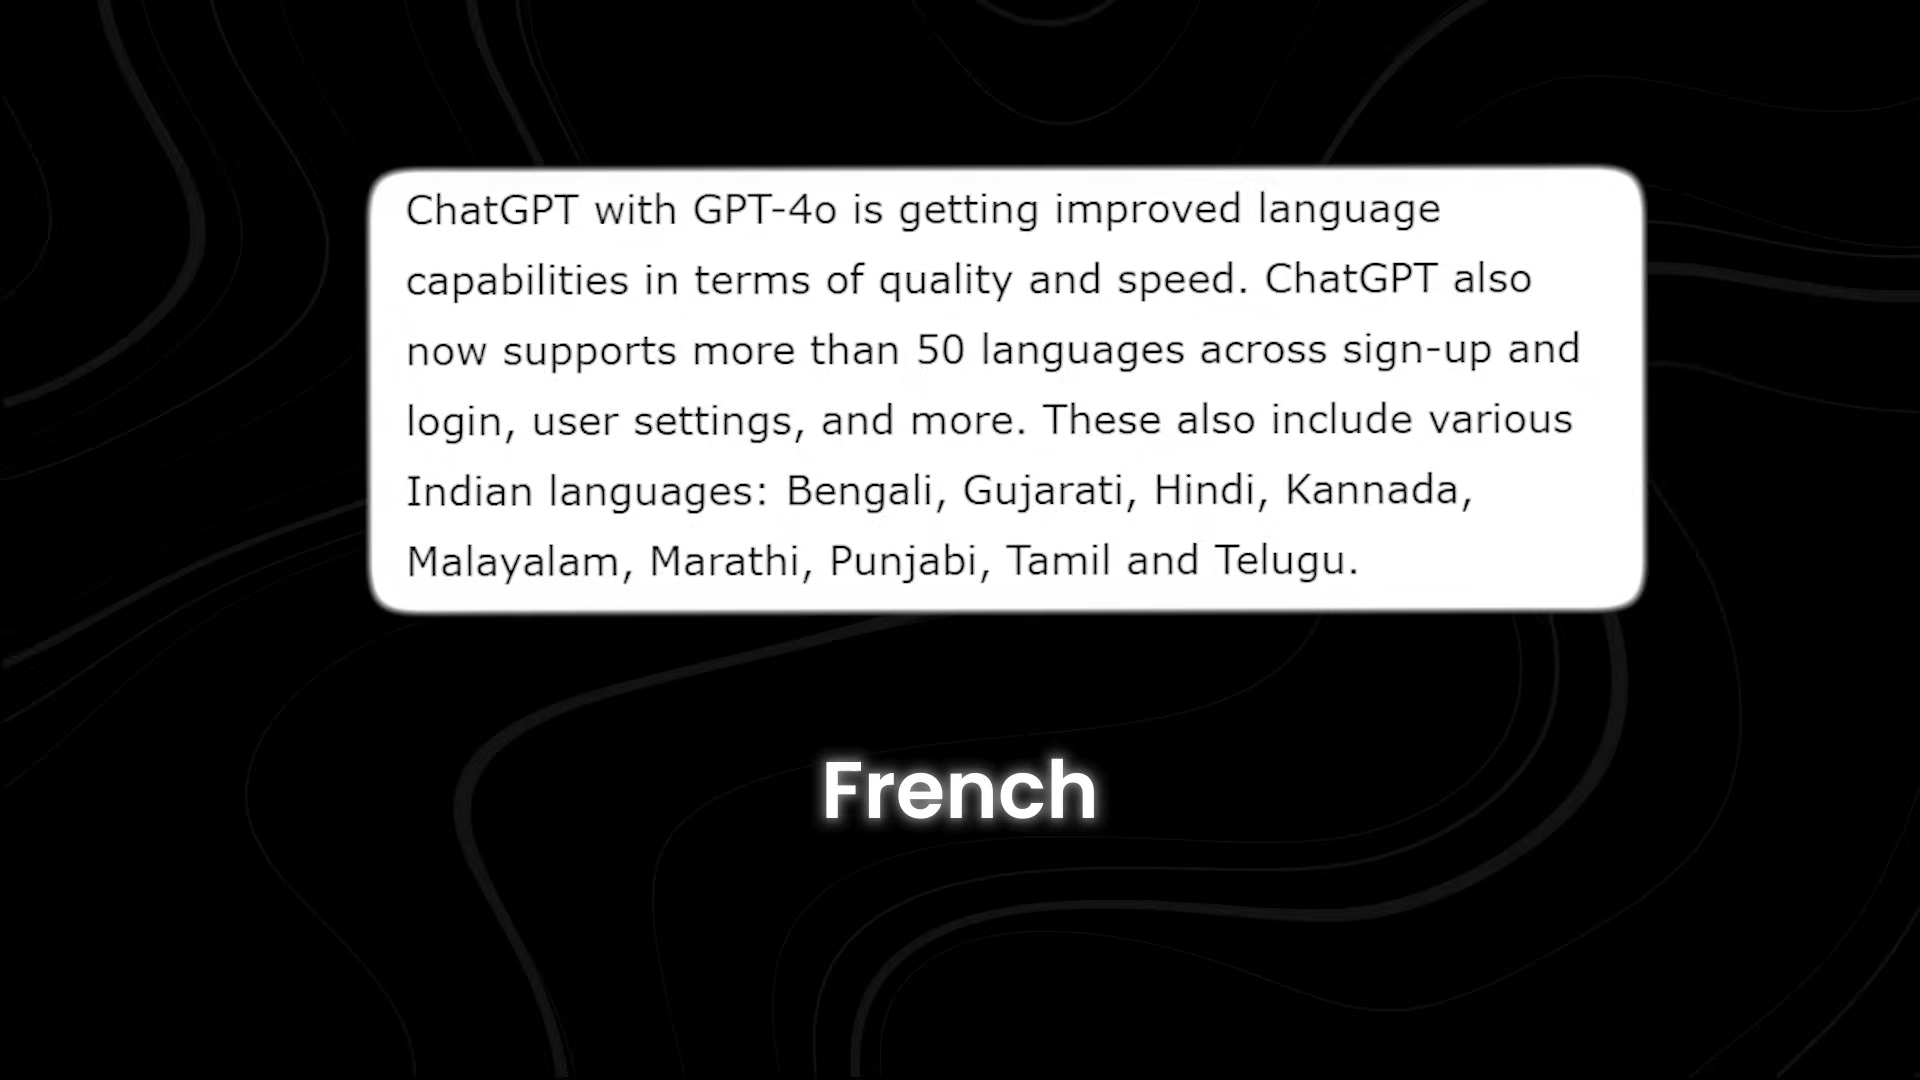 ChatGPT with GPT-4o is getting improved language
capabilities in terms of quality and speed. ChatGPT also
now supports more than 50 languages across sign-up and
login, user settings, and more. These also include various
Indian languages: Bengali, Gujarati, Hindi, Kannada,
Malayalam, Marathi, Punjabi, Tamil and Telugu.
French